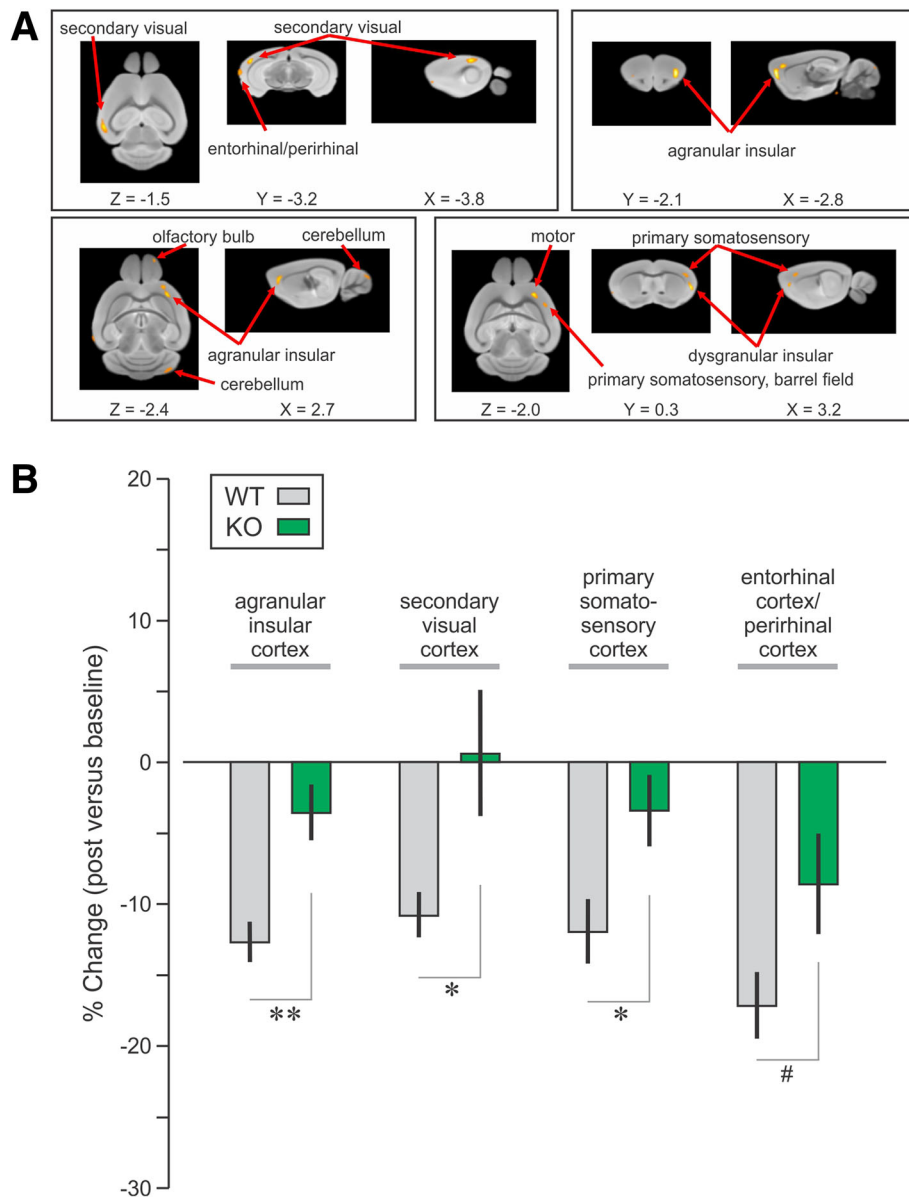 A
secondary visual
secondary visual
entorhinal/perirhinal
Z = -1.5
Y = -3.2
X = -3.8
agranular insular
Y = -2.1
X = -2.8
olfactory bulb
cerebellum
agranular insular
cerebellum
Z = -2.4
X = 2.7
motor
primary somatosensory
dysgranular insular
primary somatosensory, barrel field
Z = -2.0
Y = 0.3
X = 3.2
B
% Change (post versus baseline)
20
10
0
-10
-20
-30
WT
KO
agranular
insular
cortex
secondary
visual
cortex
primary
somato-
sensory
cortex
entorhinal
cortex/
perirhinal
cortex
**
*
*
#